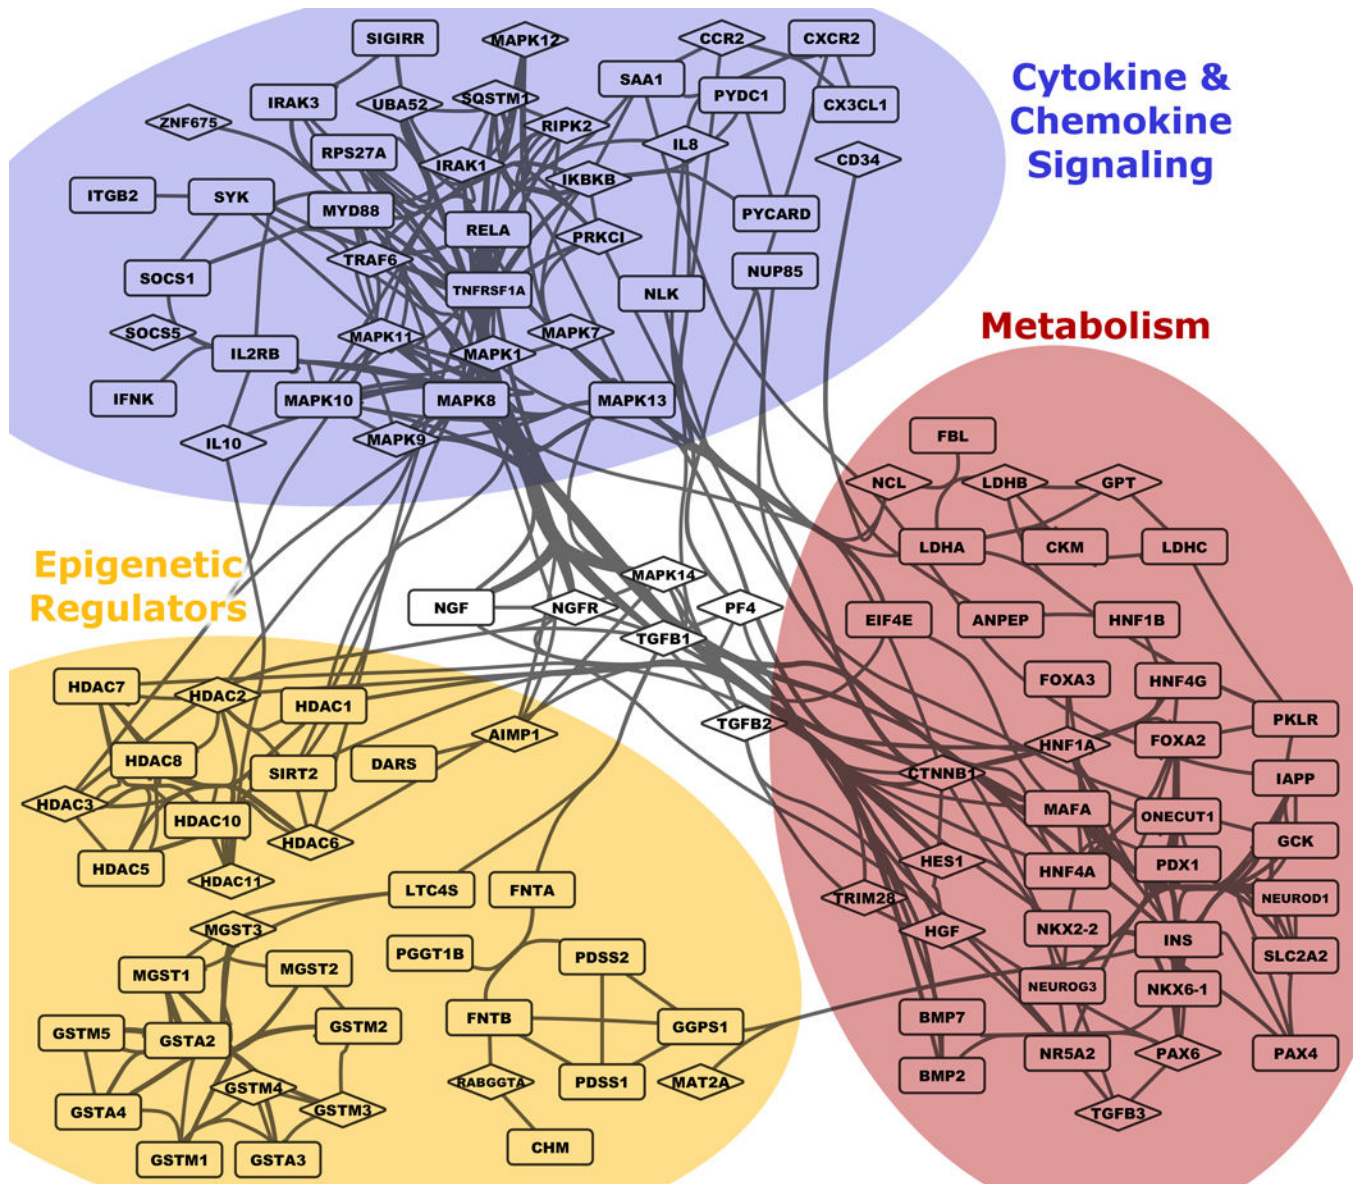 SIGIRR
MAPK12
CCR2
CXCR2
Cytokine &
Chemokine
Signaling
SAA1
PYDC1
CX3CL1
IRAK3
UBA52
SQSTM1
ZNF675
RIPK2
RPS27A
IL8
CD34
IRAK1
IKBKB
ITGB2
SYK
MYD88
PYCARD
RELA
PRKCI
TRAF6
NUP85
SOCS1
TNFRSF1A
NLK
SOCS5
MAPK11
MAPK7
Metabolism
IL2RB
MAPK1
IFNK
MAPK10
MAPK8
MAPK13
IL10
MAPK9
FBL
NCL
LDHB
GPT
LDHA
CKM
LDHC
Epigenetic
Regulators
MAPK14
NGF
NGFR
PF4
TGFB1
EIF4E
ANPEP
HNF1B
HDAC7
HDAC2
HDAC1
FOXA3
HNF4G
PKLR
TGFB2
AIMP1
HNF1A
FOXA2
HDAC8
SIRT2
DARS
CTNNB1
IAPP
HDAC3
HDAC10
MAFA
ONECUT1
GCK
HDAC6
HDAC5
HDAC11
HES1
HNF4A
PDX1
LTC4S
FNTA
TRIM28
NEUROD1
MGST3
HGF
NKX2-2
INS
PGGT1B
PDSS2
SLC2A2
MGST1
MGST2
NEUROG3
NKX6-1
GSTM5
GSTA2
GSTM2
FNTB
GGPS1
BMP7
NR5A2
PAX6
PAX4
RABGGTA
PDSS1
MAT2A
BMP2
GSTM4
GSTA4
GSTM3
TGFB3
GSTM1
GSTA3
CHM